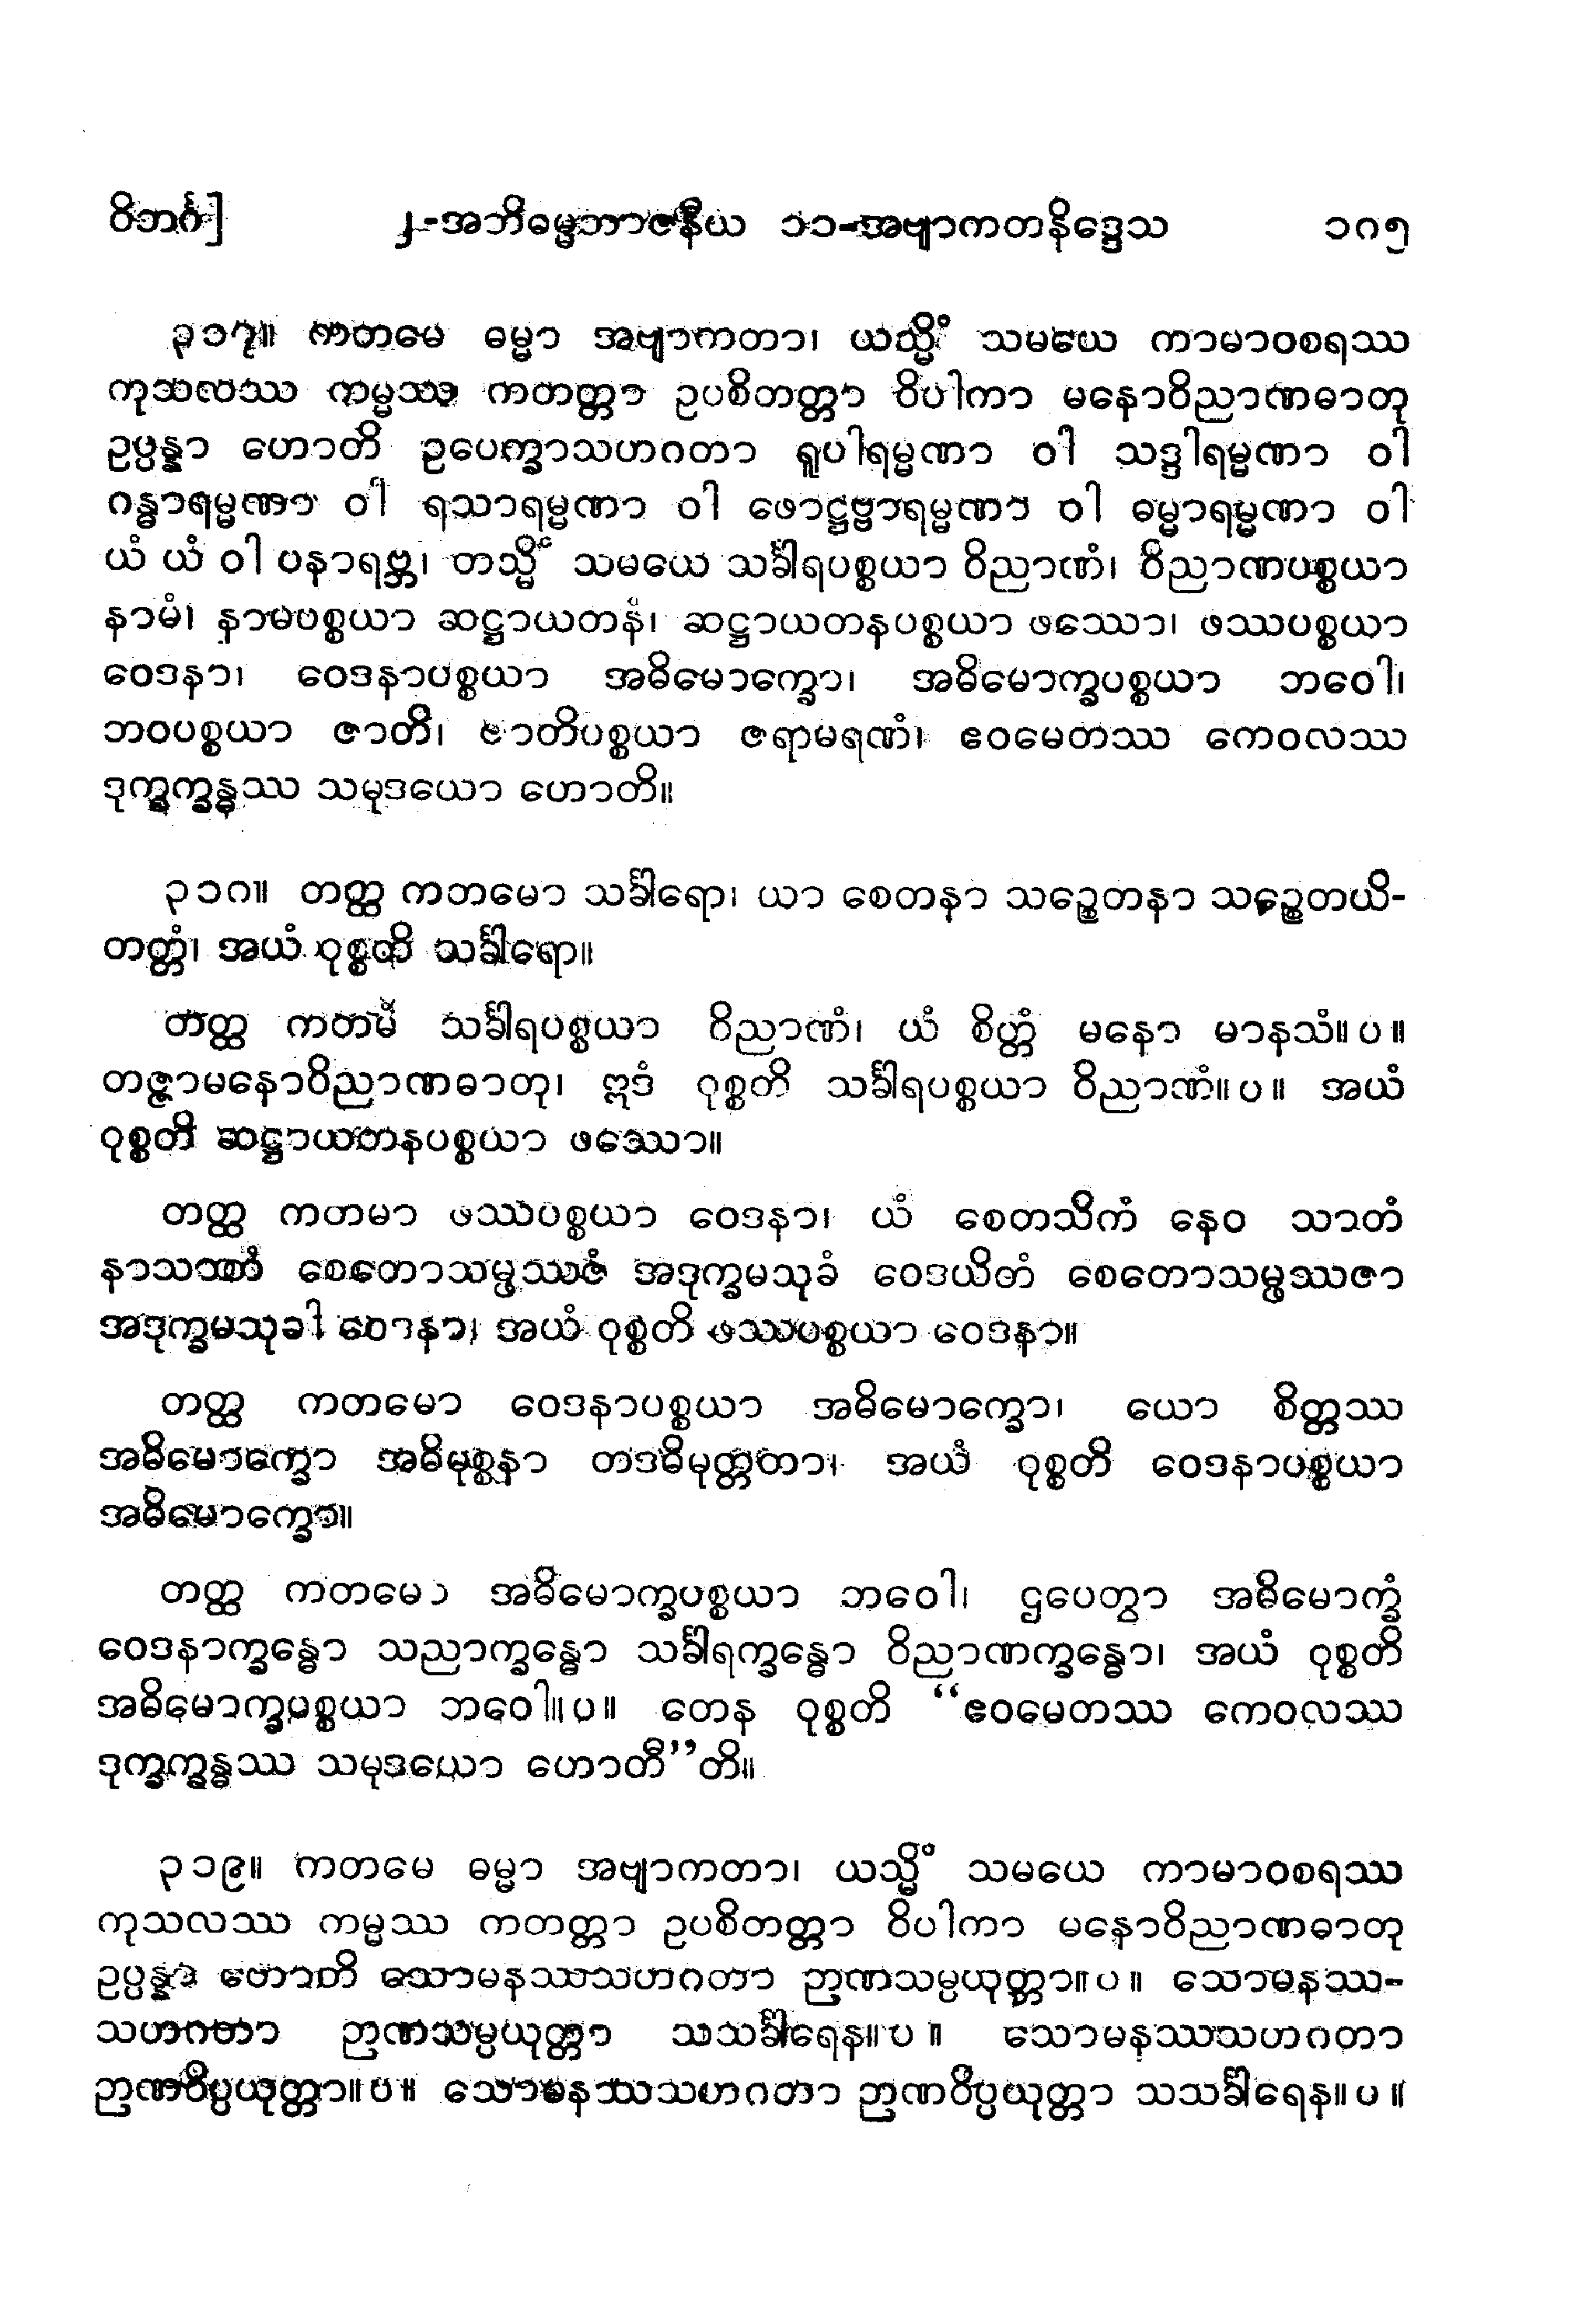 ဝိဘင်္ဂ] ၂-အဘိဓမ္မဘာဇနီယ ၁၁-အဗျာကတနိဒ္ဒေသ ၁၈၅
၃၁၇။ ကတမေ ဓမ္မာ အဗျာကတာ၊ ယသ္မိံ သမယေ ကာမာဝစရဿ
ကုသလဿ ကမ္မဿ ကတတ္တာ ဥပစိတတ္တာ ဝိပါကာ မနောဝိညာဏဓာတု
ဥပ္ပန္နာ ဟောတိ ဥပေက္ခာသဟဂတာ ရူပါရမ္မဏာ ဝါ သဒ္ဒါရမ္မဏာ ဝါ
ဂန္ဓာရမ္မဏာ ဝါ ရသာရမ္မဏာ ဝါ ဖောဋ္ဌဗ္ဗာရမ္မဏာ ဝါ ဓမ္မာရမ္မဏာ ဝါ
ယံ ယံ ဝါ ပနာရဗ္ဘ၊ တသ္မိံ သမယေ သင်္ခါရပစ္စယာ ဝိညာဏံ၊ ဝိညာဏပစ္စယာ
နာမံ၊ နာမပစ္စယာ ဆဋ္ဌာယတနံ၊ ဆဋ္ဌာယတနပစ္စယာ ဖဿော၊ ဖဿပစ္စယာ
ဝေဒနာ၊ ဝေဒနာပစ္စယာ အဓိမောက္ခော၊ အဓိမောက္ခပစ္စယာ ဘဝေါ၊
ဘဝပစ္စယာ ဇာတိ၊ ဇာတိပစ္စယာ ဇရာမရဏံ၊ ဧဝမေတဿ ကေဝလဿ
ဒုက္ခက္ခန္ဓဿ သမုဒယော ဟောတိ။
၃၁၈။ တတ္ထ ကတမော သင်္ခါရော၊ ယာ စေတနာ သဉ္စေတနာ သဉ္စေတယိ-
တတ္တံ၊ အယံ ဝုစ္စတိ သင်္ခါရော။
တတ္ထ ကတမံ သင်္ခါရပစ္စယာ ဝိညာဏံ၊ ယံ စိတ္တံ မနော မာနသံ။ပ။
တဇ္ဇာမနောဝိညာဏဓာတု၊ ဣဒံ ဝုစ္စတိ သင်္ခါရပစ္စယာ ဝိညာဏံ။ပ။ အယံ
ဝုစ္စတိ ဆဋ္ဌာယတနပစ္စယာ ဖဿော။
တတ္ထ ကတမာ ဖဿပစ္စယာ ဝေဒနာ၊ ယံ စေတသိကံ နေဝ သာတံ
နာသာတံ စေတောသမ္ဖဿဇံ အဒုက္ခမသုခံ ဝေဒယိတံ စေတောသမ္ဖဿဇာ
အဒုက္ခမသုခါ ဝေဒနာ၊ အယံ ဝုစ္စတိ ဖဿပစ္စယာ ဝေဒနာ။
တတ္ထ ကတမော ဝေဒနာပစ္စယာ အဓိမောက္ခော၊ ယော စိတ္တဿ
အဓိမောက္ခော အဓိမုစ္စနာ တဒဓိမုတ္တတာ၊ အယံ ဝုစ္စတိ ဝေဒနာပစ္စယာ
အဓိမောက္ခော။
တတ္ထ ကတမော အဓိမောက္ခပစ္စယာ ဘဝေါ၊ ဌပေတွာ အဓိမောက္ခံ
ဝေဒနာက္ခန္ဓော သညာက္ခန္ဓော သင်္ခါရက္ခန္ဓော ဝိညာဏက္ခန္ဓော၊ အယံ ဝုစ္စတိ
အဓိမောက္ခပစ္စယာ ဘဝေါ။ပ။ တေန ဝုစ္စတိ “ဧဝမေတဿ ကေဝလဿ
ဒုက္ခက္ခန္ဓဿ သမုဒယော ဟောတီ”တိ။
၃၁၉။ ကတမေ ဓမ္မာ အဗျာကတာ၊ ယသ္မိံ သမယေ ကာမာဝစရဿ
ကုသလဿ ကမ္မဿ ကတတ္တာ ဥပစိတတ္တာ ဝိပါကာ မနောဝိညာဏဓာတု
ဥပ္ပန္နာ ဟောတိ သောမနဿသဟဂတာ ဉာဏသမ္ပယုတ္တာ။ပ။ သောမနဿ-
သဟဂတာ ဉာဏသမ္ပယုတ္တာ သသင်္ခါရေန။ပ။ သောမနဿသဟဂတာ
ဉာဏဝိပ္ပယုတ္တာ။ပ။ သောမနဿသဟဂတာ ဉာဏဝိပ္ပယုတ္တာ သသင်္ခါရေန။ပ။